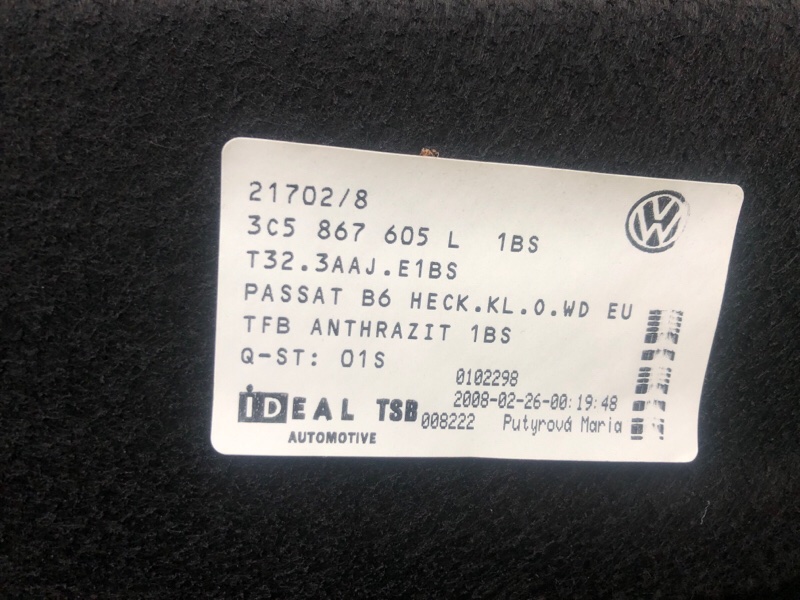 21702/8
3C5 867 605 L 1BS
T32.3AAJ.E1BS
PASSAT B6 HECK.KL.O.WD EU
TFB ANTHRAZIT 1BS
Q-ST: 01S
0102298
2008-02-26-00:19:48
IDEAL TSB 008222 Putyrová Maria
AUTOMOTIVE
VW